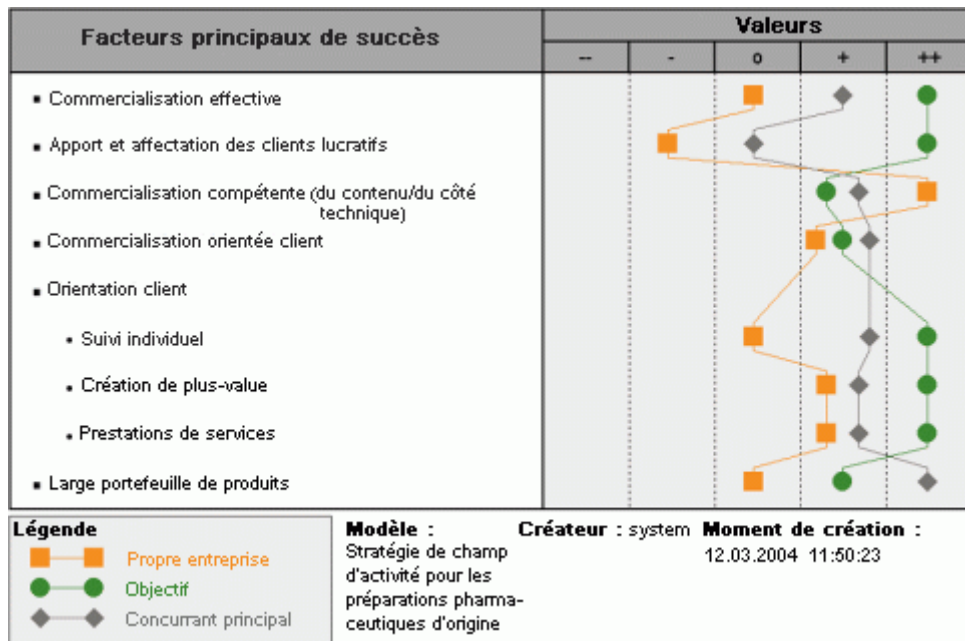 Facteurs principaux de succès
Valeurs
-- - o + ++
▪ Commercialisation effective
▪ Apport et affectation des clients lucratifs
▪ Commercialisation compétente (du contenu/du côté
technique)
▪ Commercialisation orientée client
▪ Orientation client
• Suivi individuel
• Création de plus-value
• Prestations de services
▪ Large portefeuille de produits
Légende
Propre entreprise
Objectif
Concurrant principal
Modèle :
Stratégie de champ
d'activité pour les
préparations pharma-
ceutiques d'origine
Créateur : system
Moment de création :
12.03.2004 11:50:23